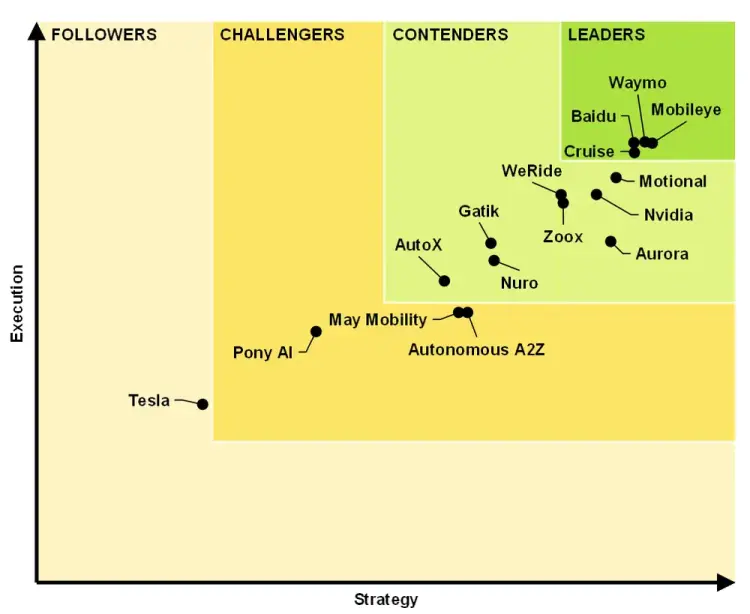 FOLLOWERS
CHALLENGERS
CONTENDERS
LEADERS
Waymo
Mobileye
Baidu
Cruise
WeRide
Motional
Gatik
Nvidia
Zoox
AutoX
Aurora
Nuro
May Mobility
Autonomous A2Z
Pony AI
Tesla
Execution
Strategy